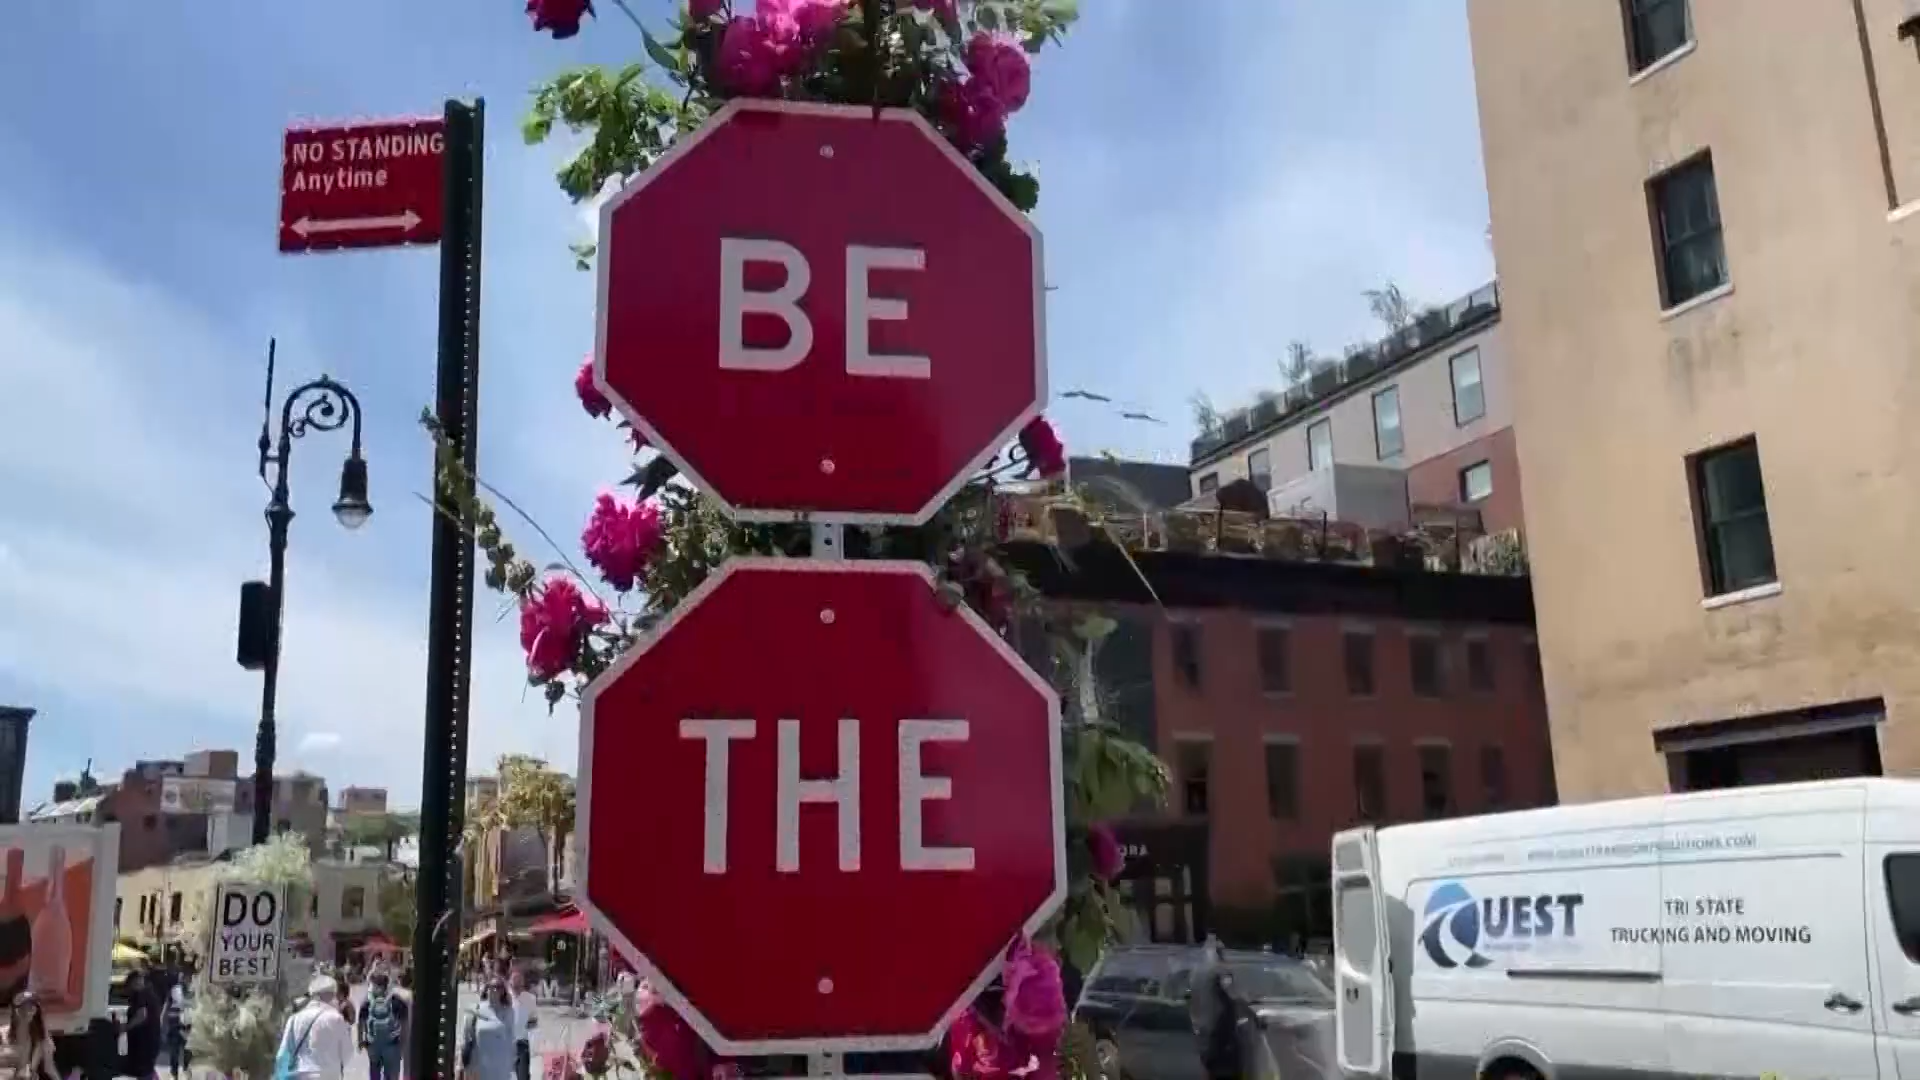 NO STANDING
Anytime
BE
THE
DO
YOUR
BEST
QUEST
TRI STATE
TRUCKING AND MOVING